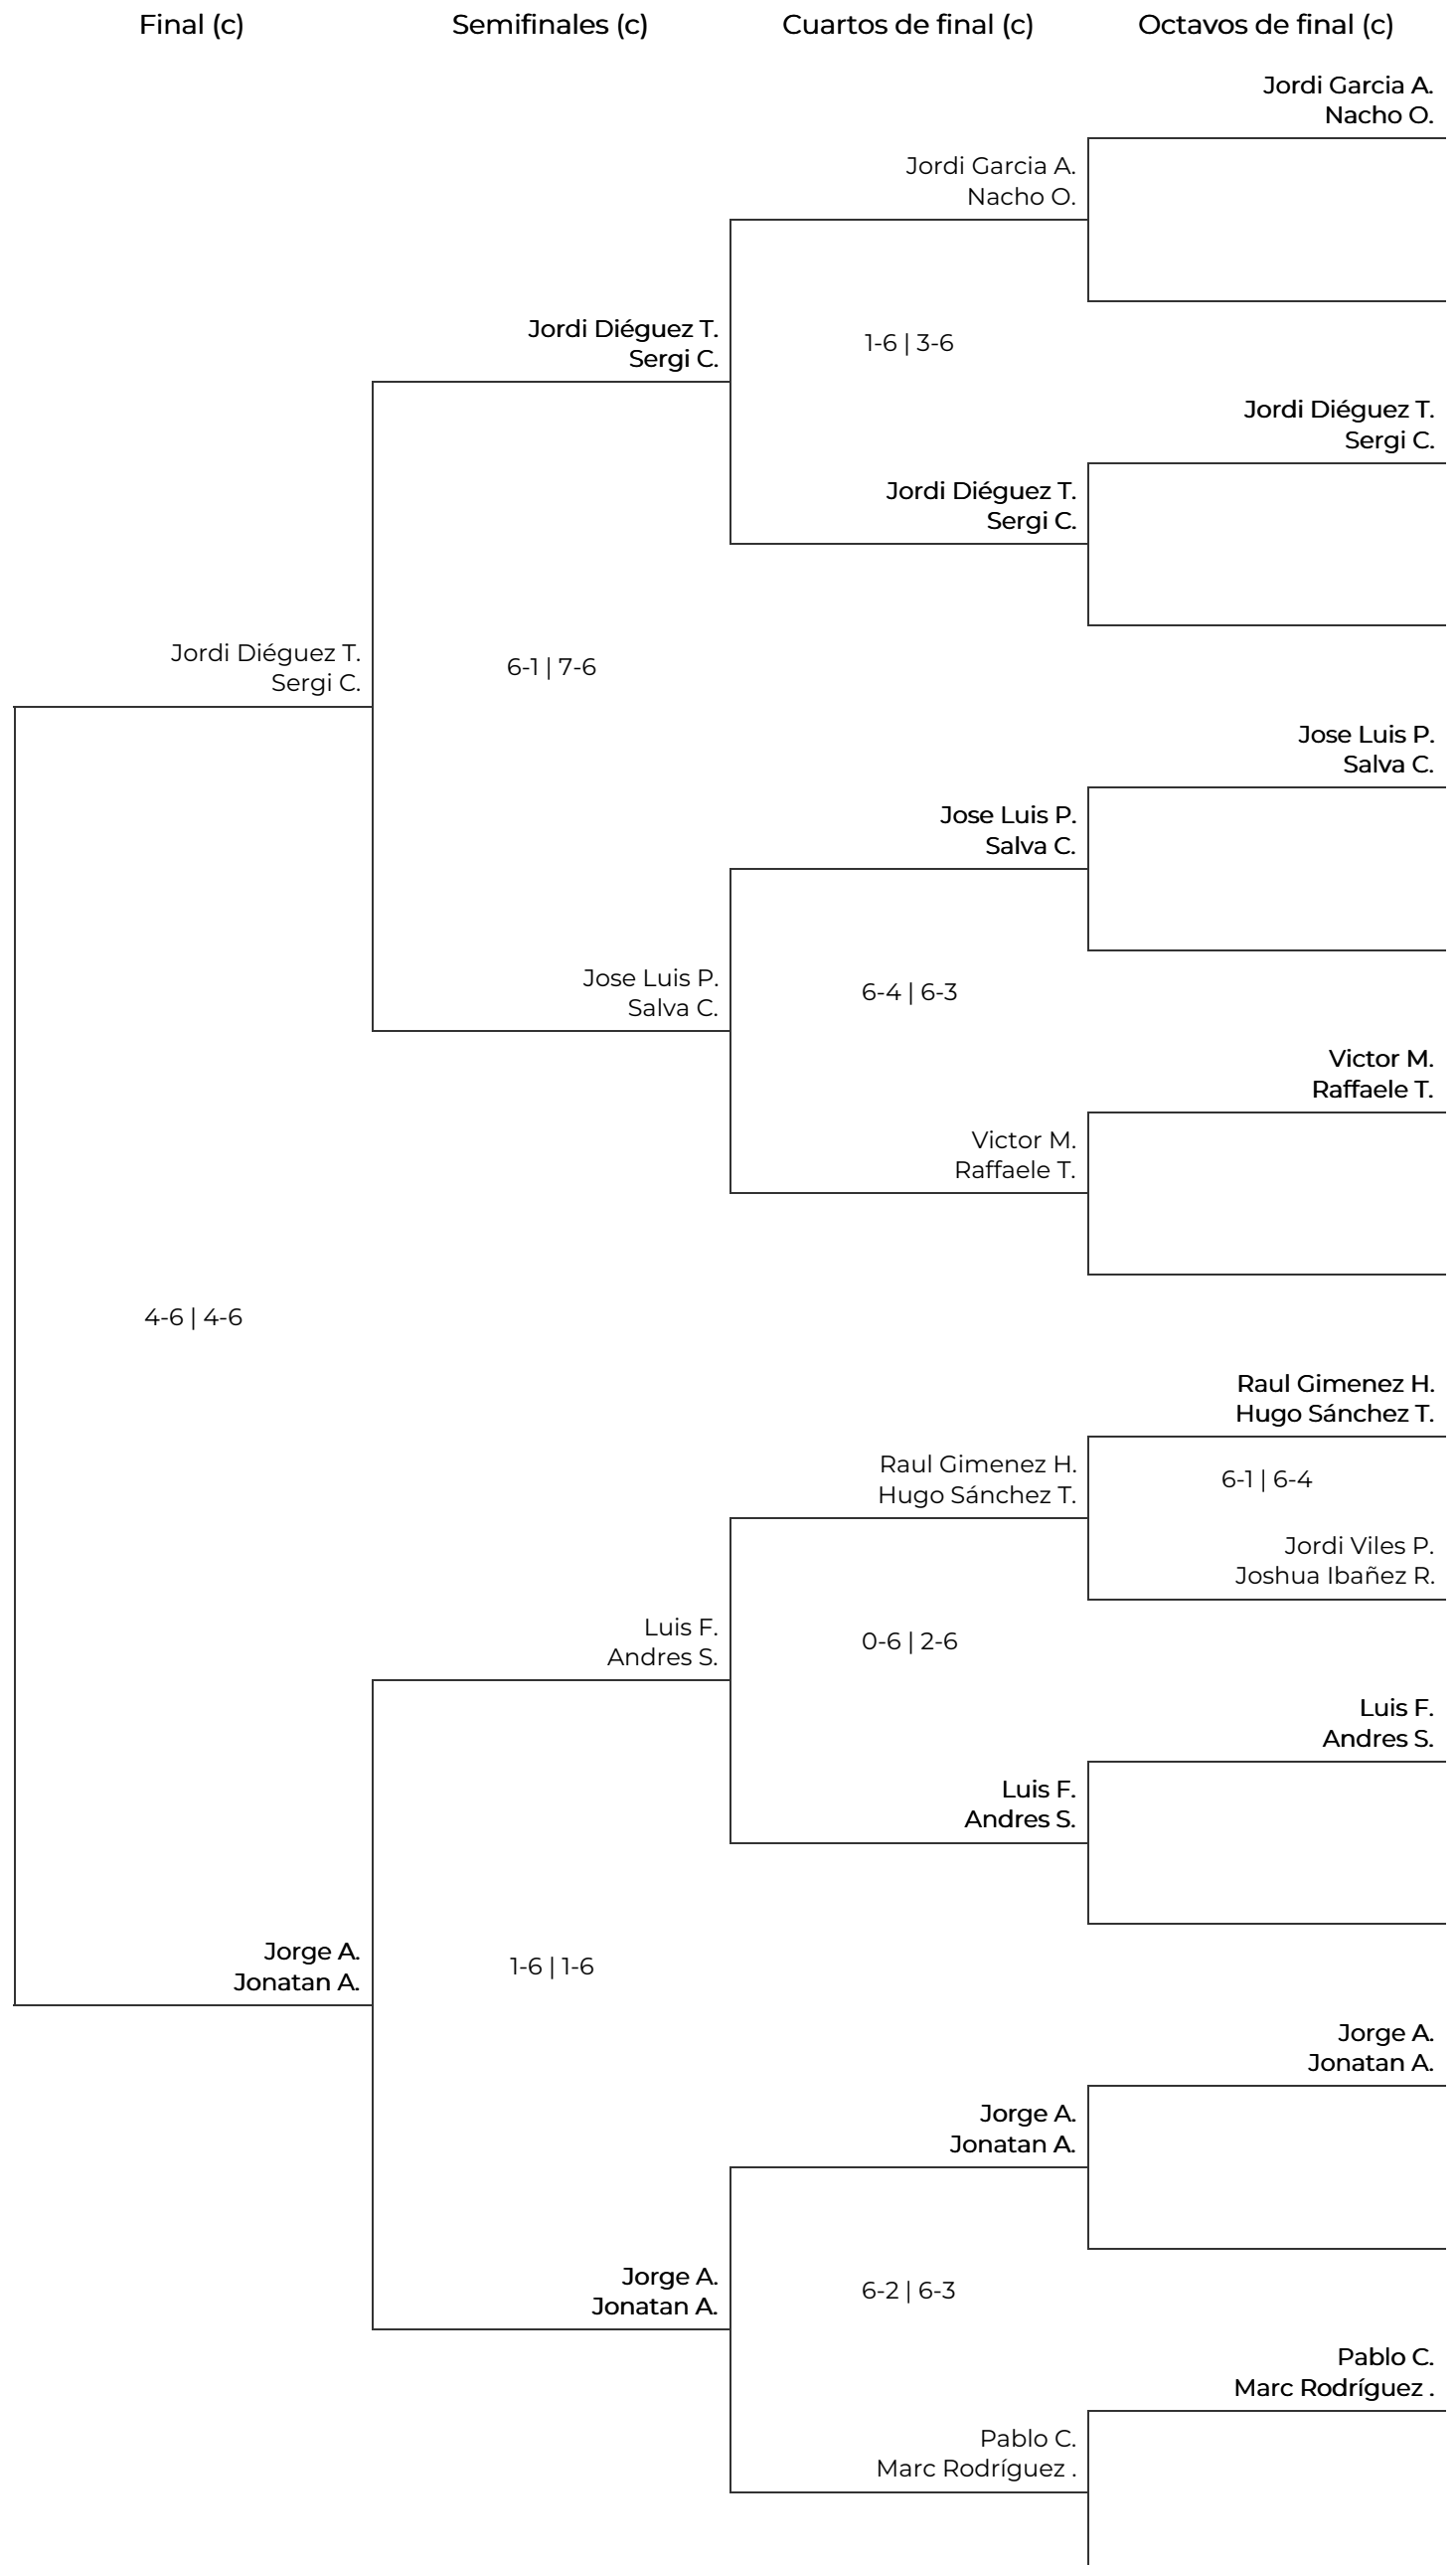 Final (c)
Semifinales (c)
Cuartos de final (c)
Octavos de final (c)
Jordi Garcia A.
Nacho O.
Jordi Garcia A.
Nacho O.
Jordi Diéguez T.
Sergi C.
1-6 | 3-6
Jordi Diéguez T.
Sergi C.
Jordi Diéguez T.
Sergi C.
Jordi Diéguez T.
Sergi C.
6-1 | 7-6
Jose Luis P.
Salva C.
Jose Luis P.
Salva C.
Jose Luis P.
Salva C.
6-4 | 6-3
Victor M.
Raffaele T.
Victor M.
Raffaele T.
4-6 | 4-6
Raul Gimenez H.
Hugo Sánchez T.
Raul Gimenez H.
Hugo Sánchez T.
6-1 | 6-4
Jordi Viles P.
Joshua Ibañez R.
Luis F.
Andres S.
0-6 | 2-6
Luis F.
Andres S.
Luis F.
Andres S.
Jorge A.
Jonatan A.
1-6 | 1-6
Jorge A.
Jonatan A.
Jorge A.
Jonatan A.
Jorge A.
Jonatan A.
6-2 | 6-3
Pablo C.
Marc Rodríguez .
Pablo C.
Marc Rodríguez .